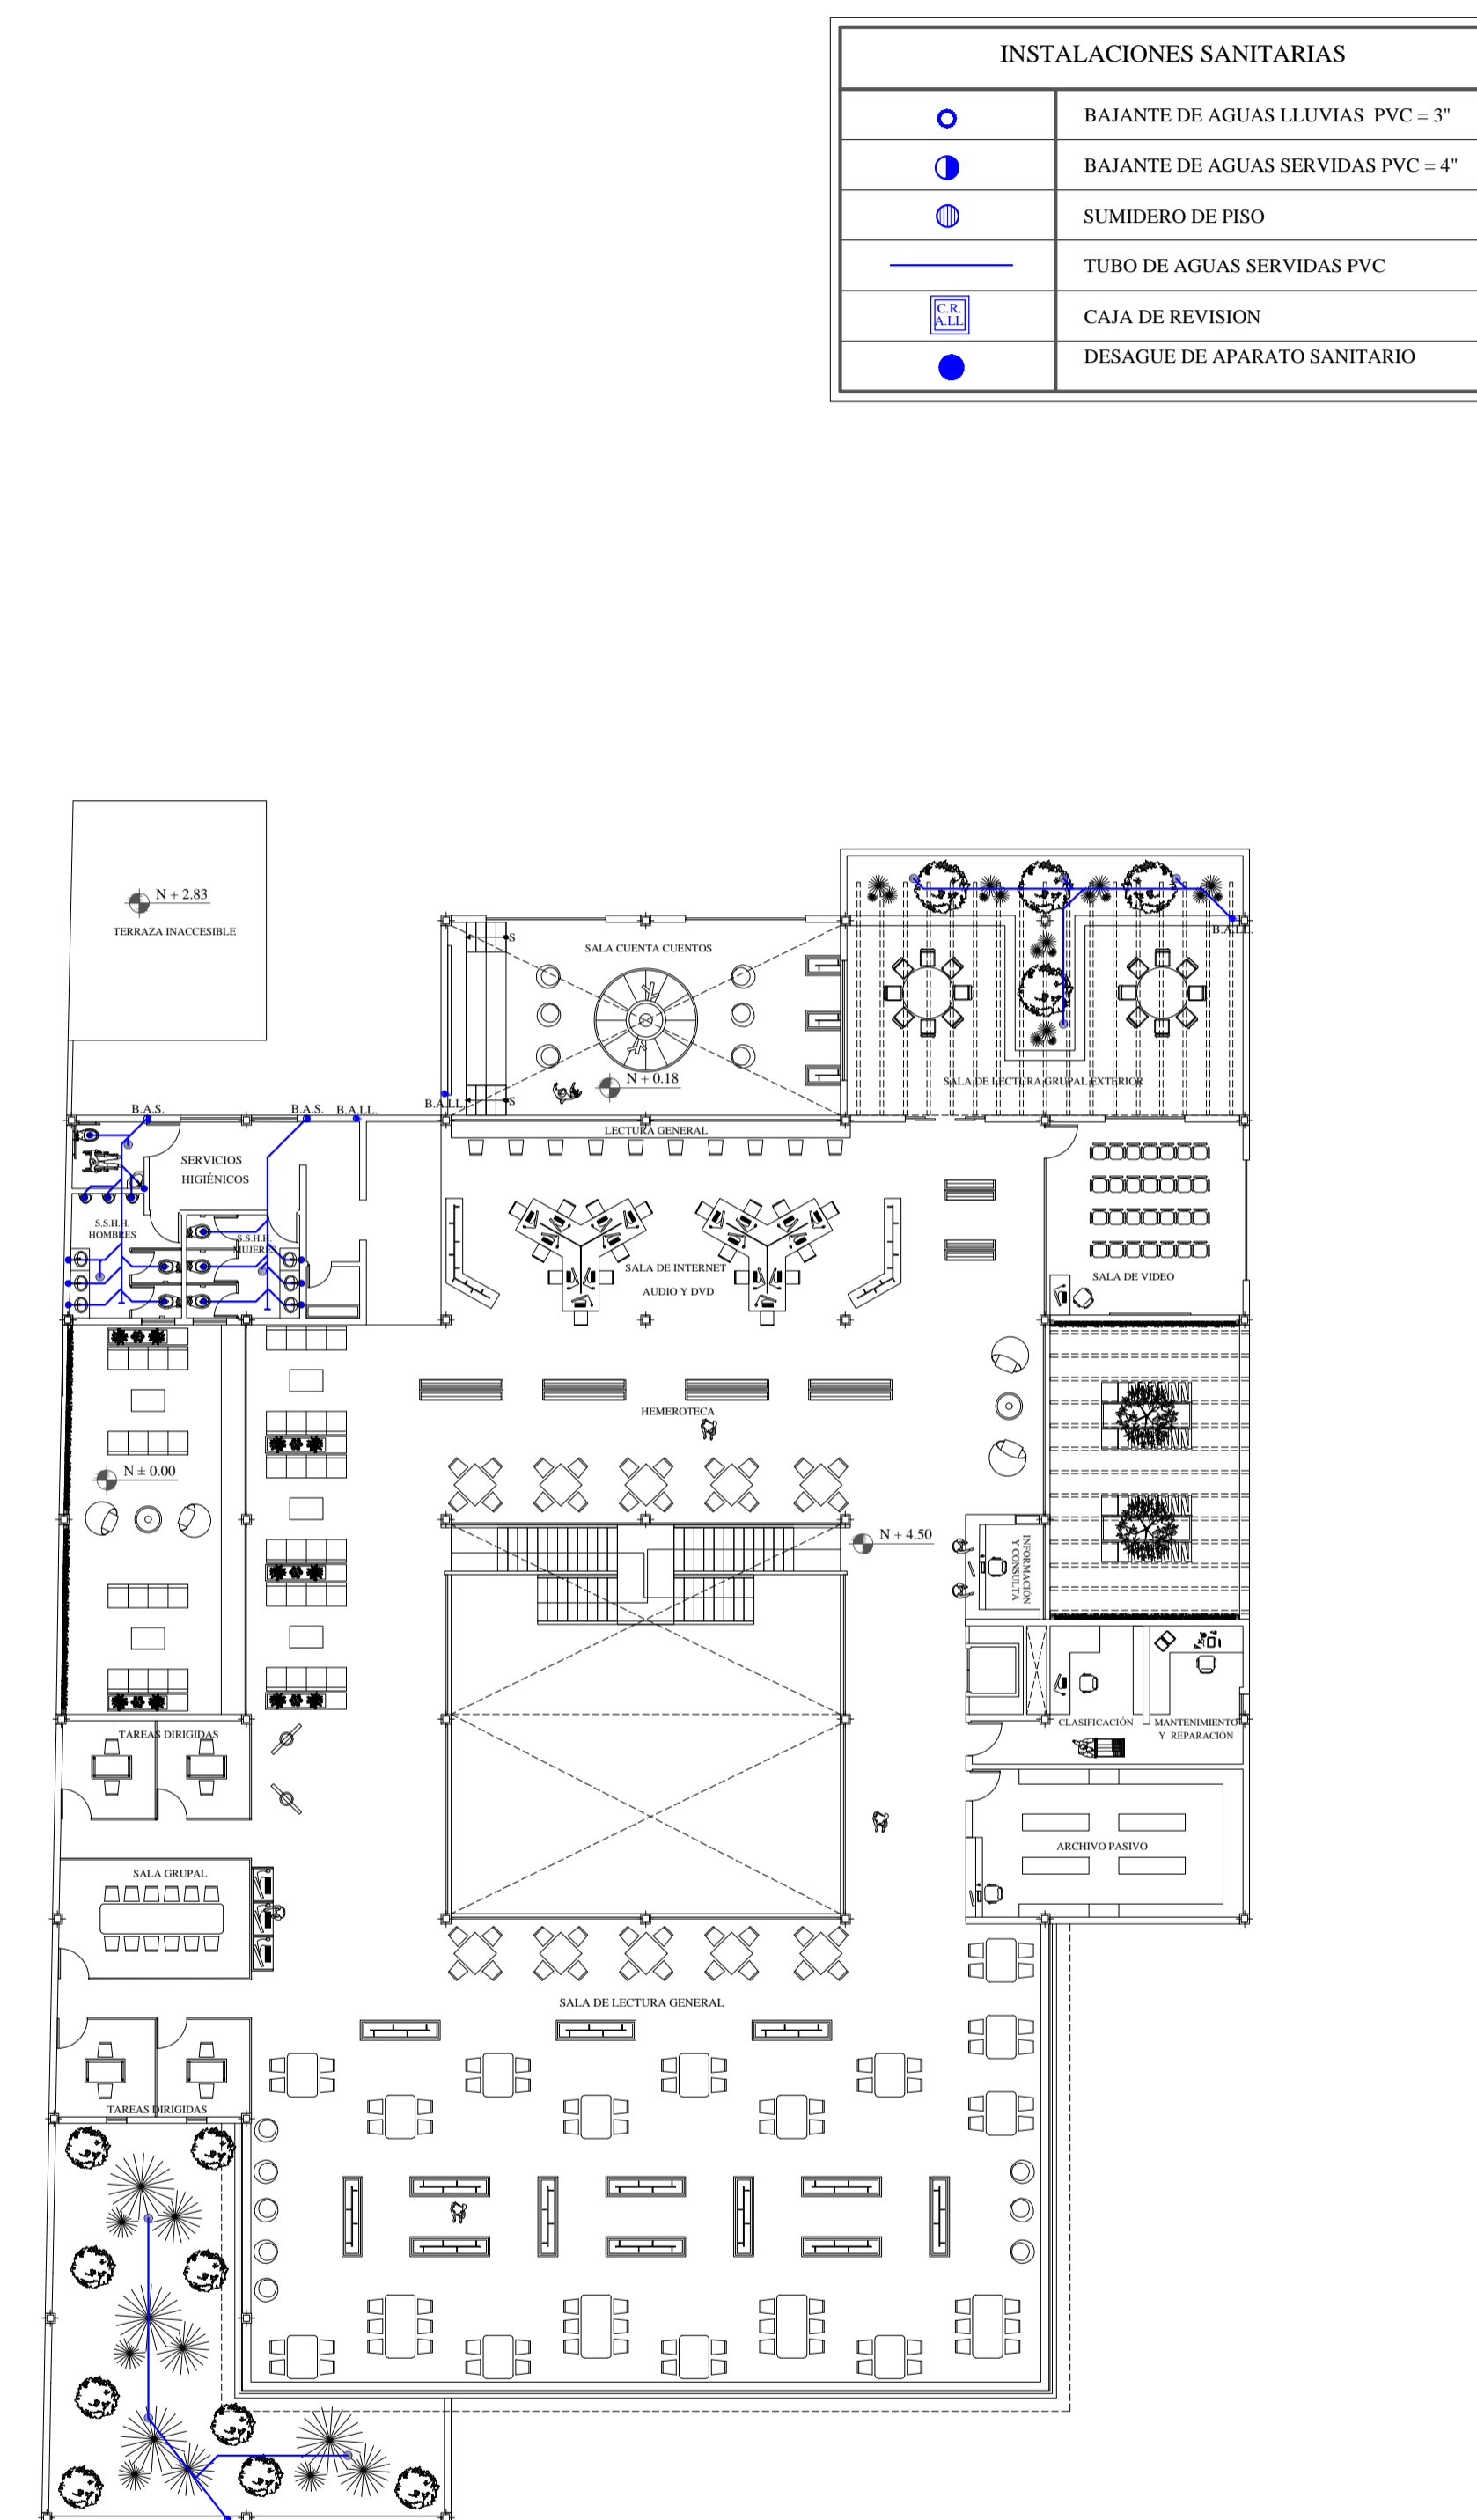 INSTALACIONES SANITARIAS
BAJANTE DE AGUAS LLUVIAS PVC = 3"
BAJANTE DE AGUAS SERVIDAS PVC = 4"
SUMIDERO DE PISO
TUBO DE AGUAS SERVIDAS PVC
C.R.
A.LL
CAJA DE REVISION
DESAGUE DE APARATO SANITARIO
N + 2.83
TERRAZA INACCESIBLE
S
SALA CUENTA CUENTOS
B.A.LL.
N + 0.18
SALA DE LECTURA GRUPAL EXTERIOR
B.A.S.
B.A.S.
B.A.LL.
B.A.LL.
S
LECTURA GENERAL
SERVICIOS
HIGIÉNICOS
S.S.H.H.
HOMBRES
S.S.H.H.
MUJERES
SALA DE INTERNET
AUDIO Y DVD
SALA DE VIDEO
HEMEROTECA
N ± 0.00
N + 4.50
INFORMACIÓN
Y CONSULTA
TAREAS DIRIGIDAS
CLASIFICACIÓN
MANTENIMIENTO
Y REPARACIÓN
ARCHIVO PASIVO
SALA GRUPAL
SALA DE LECTURA GENERAL
TAREAS DIRIGIDAS